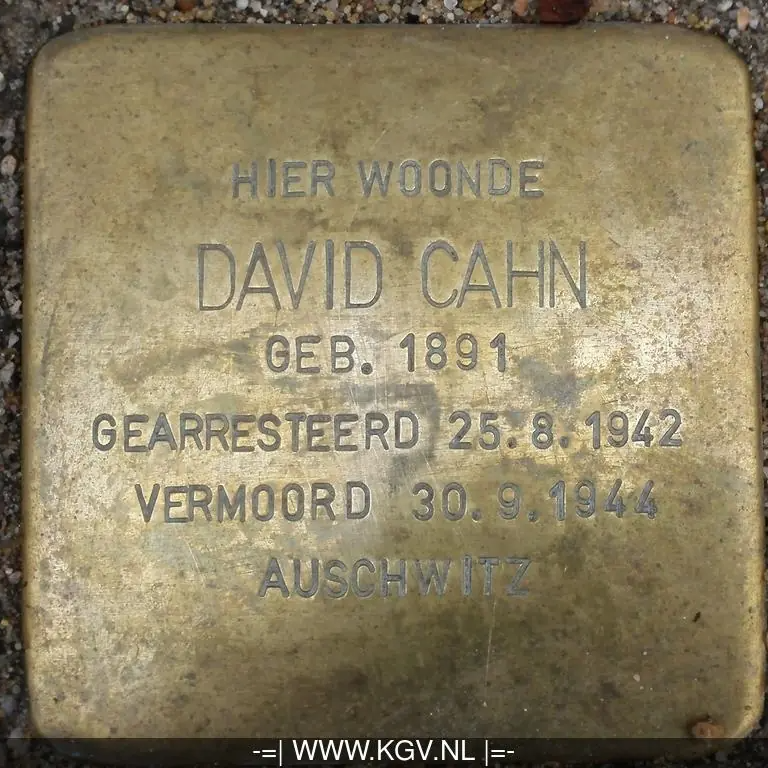 HIER WOONDE
DAVID CAHN
GEB. 1891
GEARRESTEERD 25.8.1942
VERMOORD 30.9.1944
AUSCHWITZ
-=| WWW.KGV.NL |=-